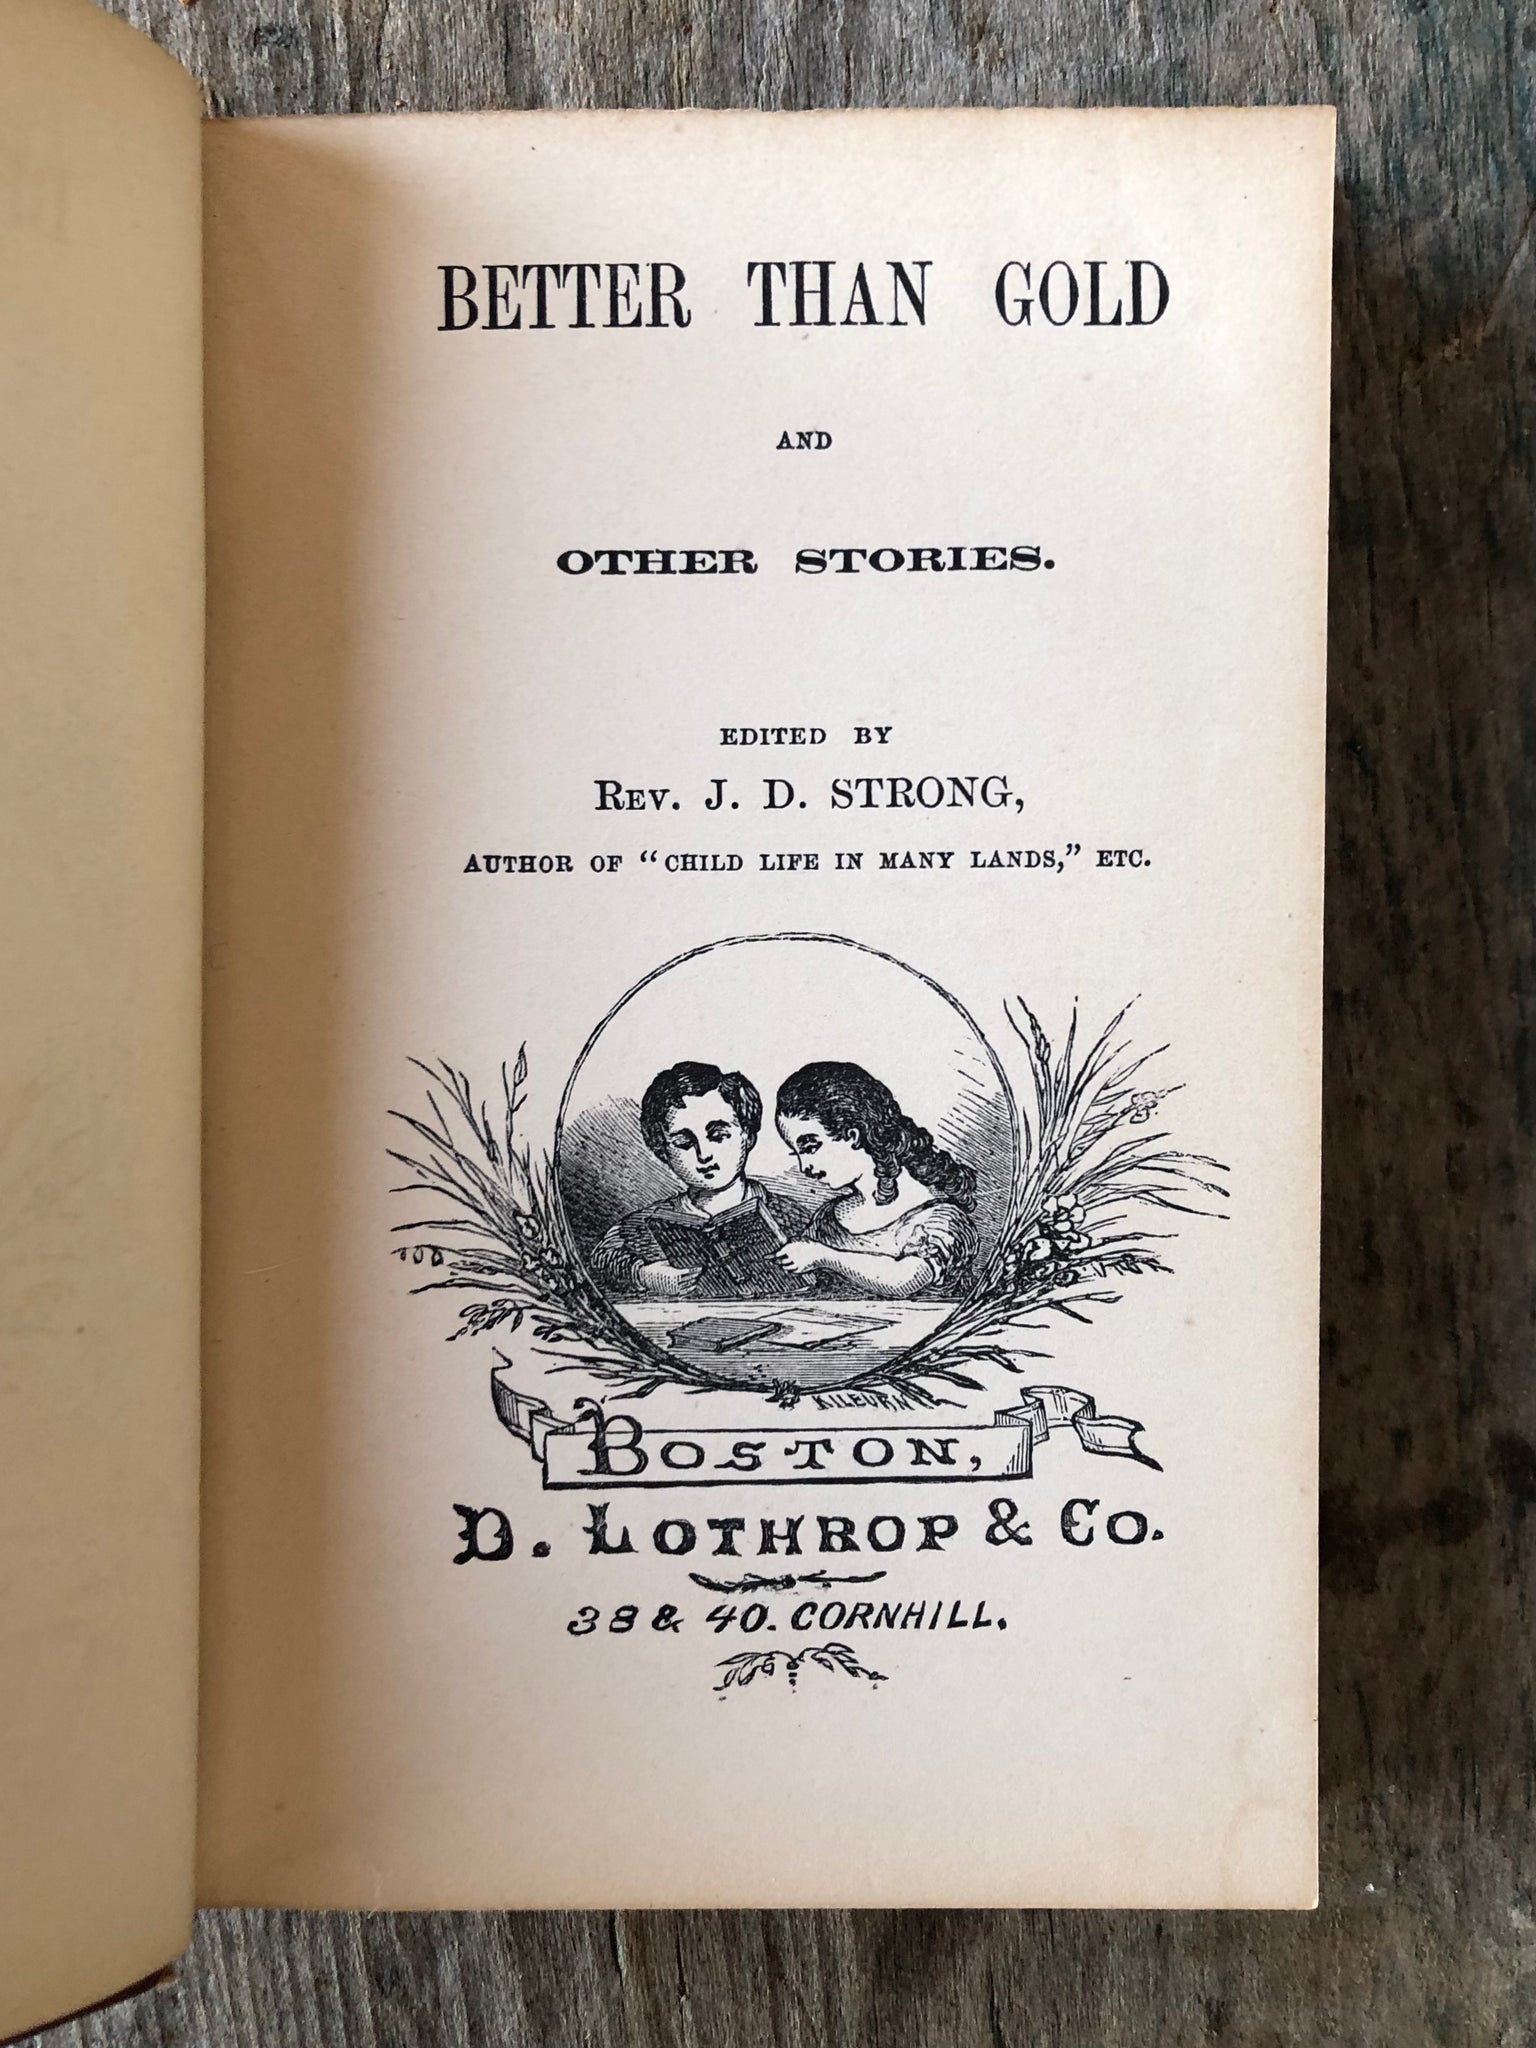 BETTER THAN GOLD
AND
OTHER STORIES.
EDITED BY
REV. J. D. STRONG,
AUTHOR OF “CHILD LIFE IN MANY LANDS,” ETC.
KILBURN
BOSTON,
D. LOTHROP & CO.
38 & 40. CORNHILL.